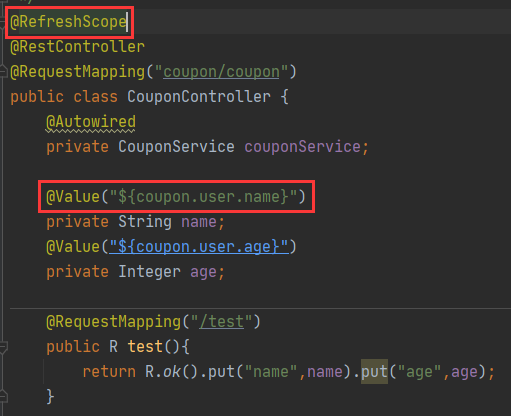 */
@RefreshScope
@RestController
@RequestMapping("coupon/coupon")
public class CouponController {
@Autowired
private CouponService couponService;
@Value("${coupon.user.name}")
private String name;
@Value("${coupon.user.age}")
private Integer age;
@RequestMapping("/test")
public R test(){
return R.ok().put("name",name).put("age",age);
}